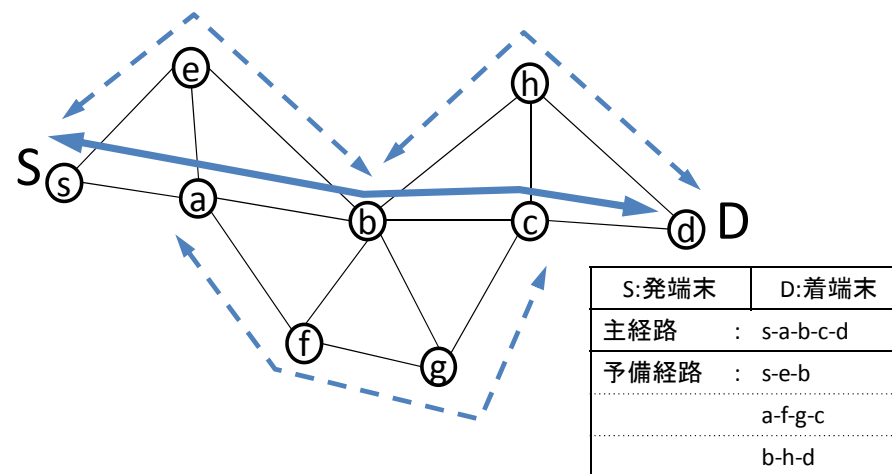 e
h
S
s
a
b
c
d
D
f
g
S:発端末 D:着端末
主経路 : s-a-b-c-d
予備経路 : s-e-b
a-f-g-c
b-h-d